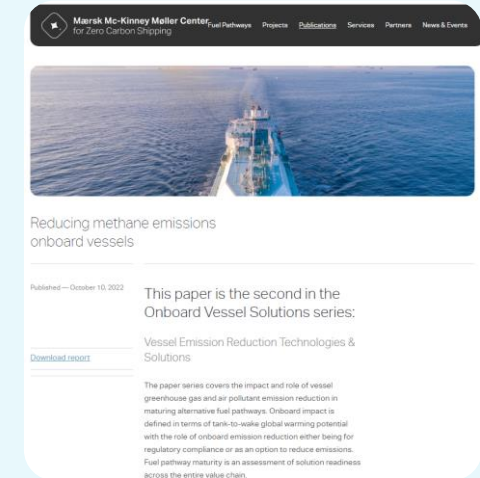 Mærsk Mc-Kinney Møller Center
for Zero Carbon Shipping
Fuel Pathways Projects Publications Services Partners News & Events
Reducing methane emissions
onboard vessels
Published — October 10, 2022
Download report
This paper is the second in the
Onboard Vessel Solutions series:
Vessel Emission Reduction Technologies &
Solutions
The paper series covers the impact and role of vessel
greenhouse gas and air pollutant emission reduction in
maturing alternative fuel pathways. Onboard impact is
defined in terms of tank-to-wake global warming potential
with the role of onboard emission reduction either being for
regulatory compliance or as an option to reduce emissions.
Fuel pathway maturity is an assessment of solution readiness
across the entire value chain.